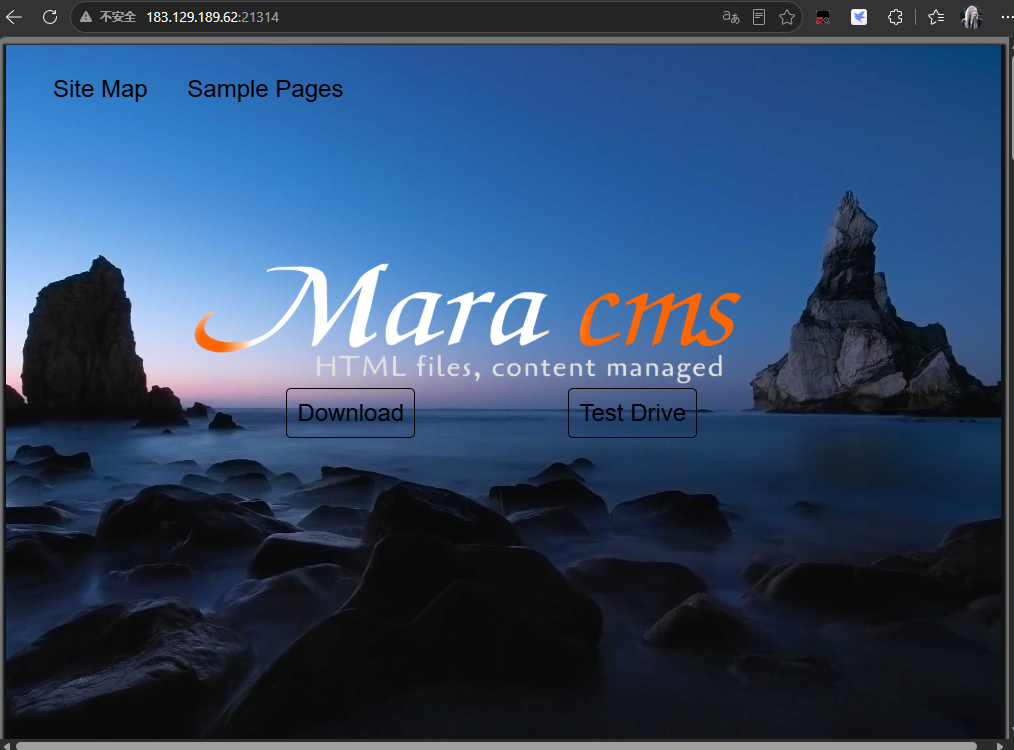 不安全 183.129.189.62:21314
Site Map Sample Pages
Mara cms
HTML files, content managed
Download Test Drive